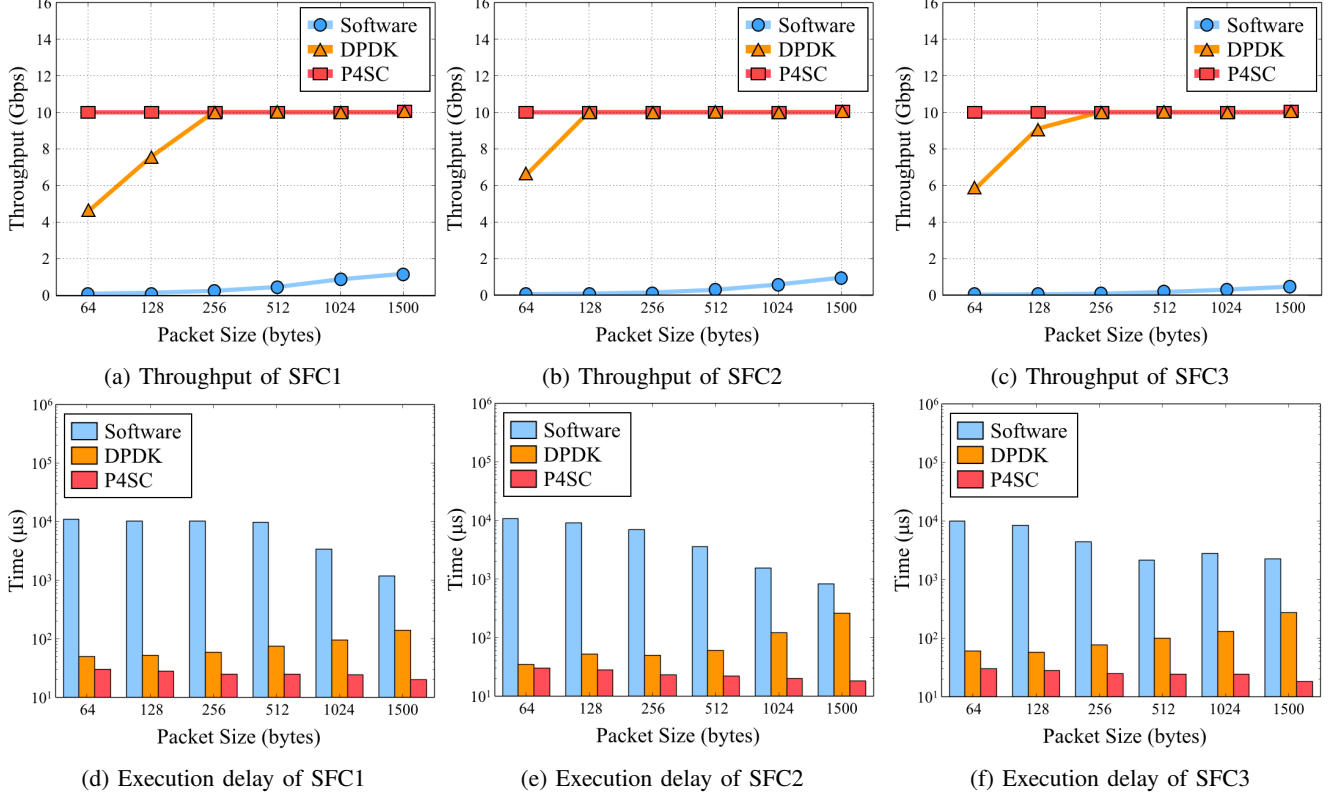 16
14
12
10
8
6
4
2
0
Throughput (Gbps)
Software
DPDK
P4SC
64 128 256 512 1024 1500
Packet Size (bytes)
(a) Throughput of SFC1
16
14
12
10
8
6
4
2
0
Throughput (Gbps)
Software
DPDK
P4SC
64 128 256 512 1024 1500
Packet Size (bytes)
(b) Throughput of SFC2
16
14
12
10
8
6
4
2
0
Throughput (Gbps)
Software
DPDK
P4SC
64 128 256 512 1024 1500
Packet Size (bytes)
(c) Throughput of SFC3
10⁶
10⁵
10⁴
10³
10²
10¹
Time (μs)
Software
DPDK
P4SC
64 128 256 512 1024 1500
Packet Size (bytes)
(d) Execution delay of SFC1
10⁶
10⁵
10⁴
10³
10²
10¹
Time (μs)
Software
DPDK
P4SC
64 128 256 512 1024 1500
Packet Size (bytes)
(e) Execution delay of SFC2
10⁶
10⁵
10⁴
10³
10²
10¹
Time (μs)
Software
DPDK
P4SC
64 128 256 512 1024 1500
Packet Size (bytes)
(f) Execution delay of SFC3